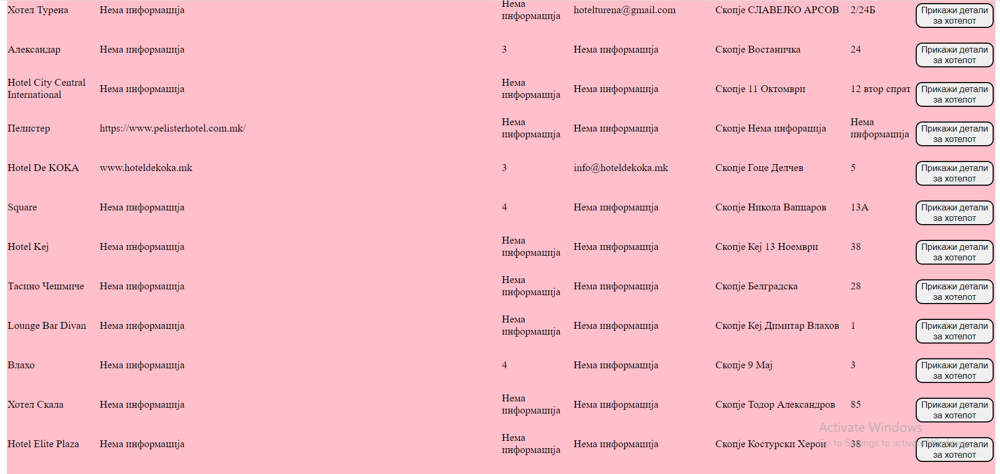 Хотел Турена Нема информација Нема информација hotelturena@gmail.com Скопје СЛАВЕЈКО АРСОВ 2/24Б Прикажи детали за хотелот
Александар Нема информација 3 Нема информација Скопје Востаничка 24 Прикажи детали за хотелот
Hotel City Central International Нема информација Нема информација Нема информација Скопје 11 Октомври 12 втор спрат Прикажи детали за хотелот
Пелистер https://www.pelisterhotel.com.mk/ Нема информација Нема информација Скопје Нема инфорација Нема информација Прикажи детали за хотелот
Hotel De KOKA www.hoteldekoka.mk 3 info@hoteldekoka.mk Скопје Гоце Делчев 5 Прикажи детали за хотелот
Square Нема информација 4 Нема информација Скопје Никола Вапцаров 13А Прикажи детали за хотелот
Hotel Kej Нема информација Нема информација Нема информација Скопје Кеј 13 Ноември 38 Прикажи детали за хотелот
Тасино Чешмиче Нема информација Нема информација Нема информација Скопје Белградска 28 Прикажи детали за хотелот
Lounge Bar Divan Нема информација Нема информација Нема информација Скопје Кеј Димитар Влахов 1 Прикажи детали за хотелот
Влахо Нема информација 4 Нема информација Скопје 9 Мај 3 Прикажи детали за хотелот
Хотел Скала Нема информација Нема информација Нема информација Скопје Тодор Александров 85 Прикажи детали за хотелот
Hotel Elite Plaza Нема информација Нема информација Нема информација Скопје Костурски Херои 38 Прикажи детали за хотелот
Activate Windows
Go to Settings to activate Windows.